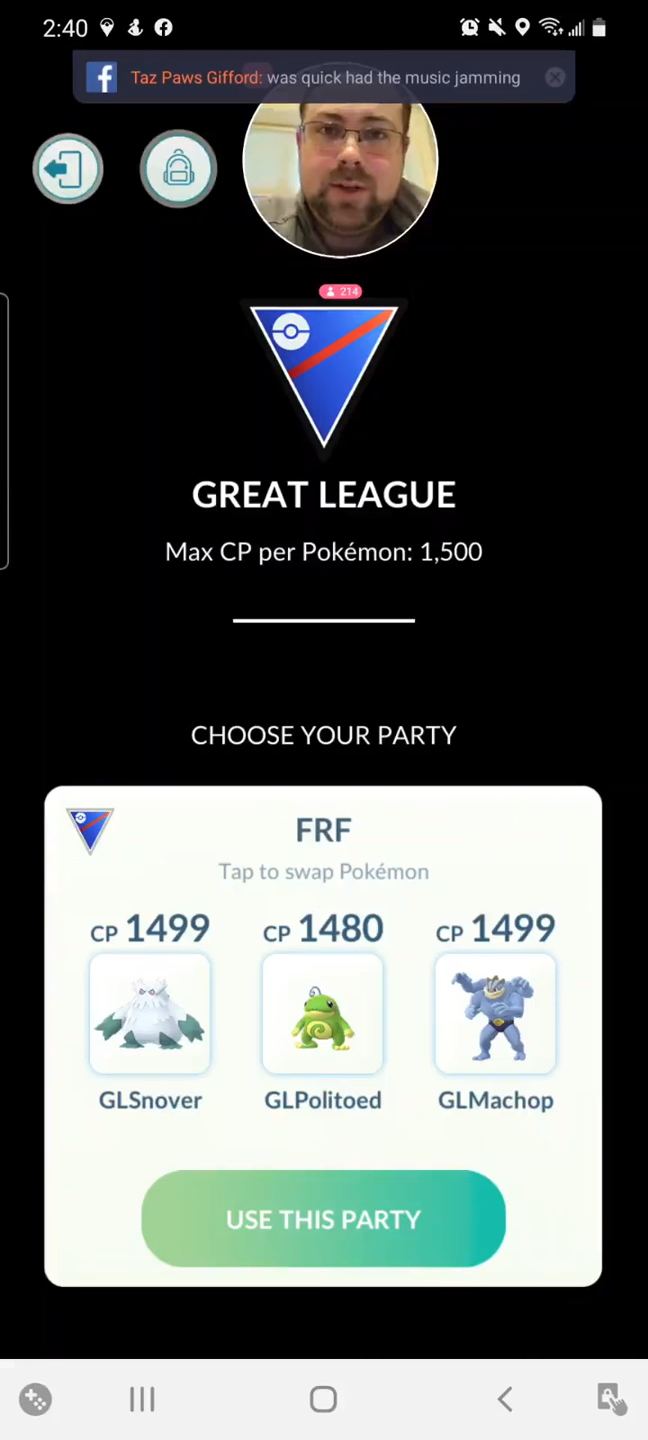 2:40
Taz Paws Gifford: was quick had the music jamming
214
GREAT LEAGUE
Max CP per Pokémon: 1,500
CHOOSE YOUR PARTY
FRF
Tap to swap Pokémon
CP 1499 CP 1480 CP 1499
GLSnover GLPolitoed GLMachop
USE THIS PARTY